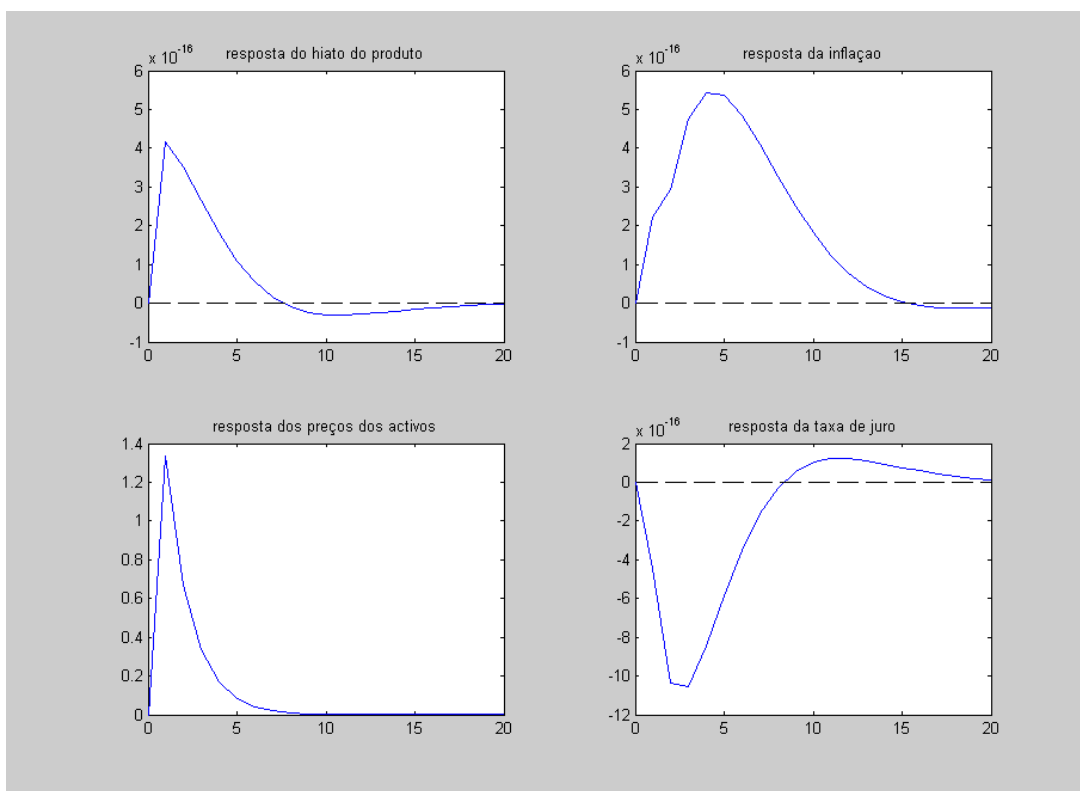 x 10^-16
resposta do hiato do produto
6
5
4
3
2
1
0
-1
0 5 10 15 20
x 10^-16
resposta da inflaçao
6
5
4
3
2
1
0
-1
0 5 10 15 20
resposta dos preços dos activos
1.4
1.2
1
0.8
0.6
0.4
0.2
0
0 5 10 15 20
x 10^-16
resposta da taxa de juro
2
0
-2
-4
-6
-8
-10
-12
0 5 10 15 20